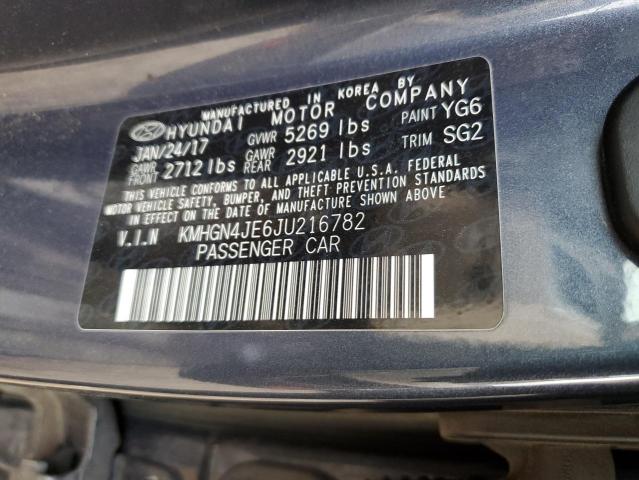 MANUFACTURED IN KOREA BY
HYUNDAI MOTOR COMPANY
JAN/24/17 GVWR 5269 lbs PAINT YG6
GAWR FRONT 2712 lbs GAWR REAR 2921 lbs TRIM SG2
THIS VEHICLE CONFORMS TO ALL APPLICABLE U.S.A. FEDERAL
MOTOR VEHICLE SAFETY, BUMPER, AND THEFT PREVENTION STANDARDS
IN EFFECT ON THE DATE OF MANUFACTURE SHOWN ABOVE.
V.I.N KMHGN4JE6JU216782
PASSENGER CAR